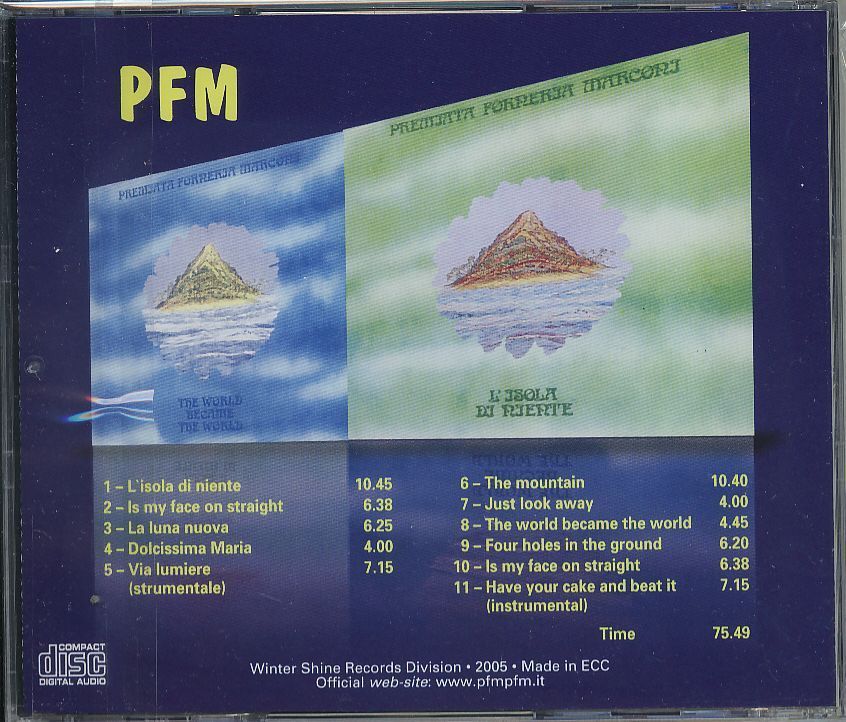 PFM
PREMIATA FORNERIA MARCONI
PREMIATA FORNERIA MARCONI
THE WORLD
BECAME
THE WORLD
L'ISOLA
DI NIENTE
1 – L`isola di niente 10.45
2 – Is my face on straight 6.38
3 – La luna nuova 6.25
4 – Dolcissima Maria 4.00
5 – Via lumiere 7.15
(strumentale)
6 – The mountain 10.40
7 – Just look away 4.00
8 – The world became the world 4.45
9 – Four holes in the ground 6.20
10 – Is my face on straight 6.38
11 – Have your cake and beat it 7.15
(instrumental)
Time 75.49
COMPACT
disc
DIGITAL AUDIO
Winter Shine Records Division • 2005 • Made in ECC
Official web-site: www.pfmpfm.it